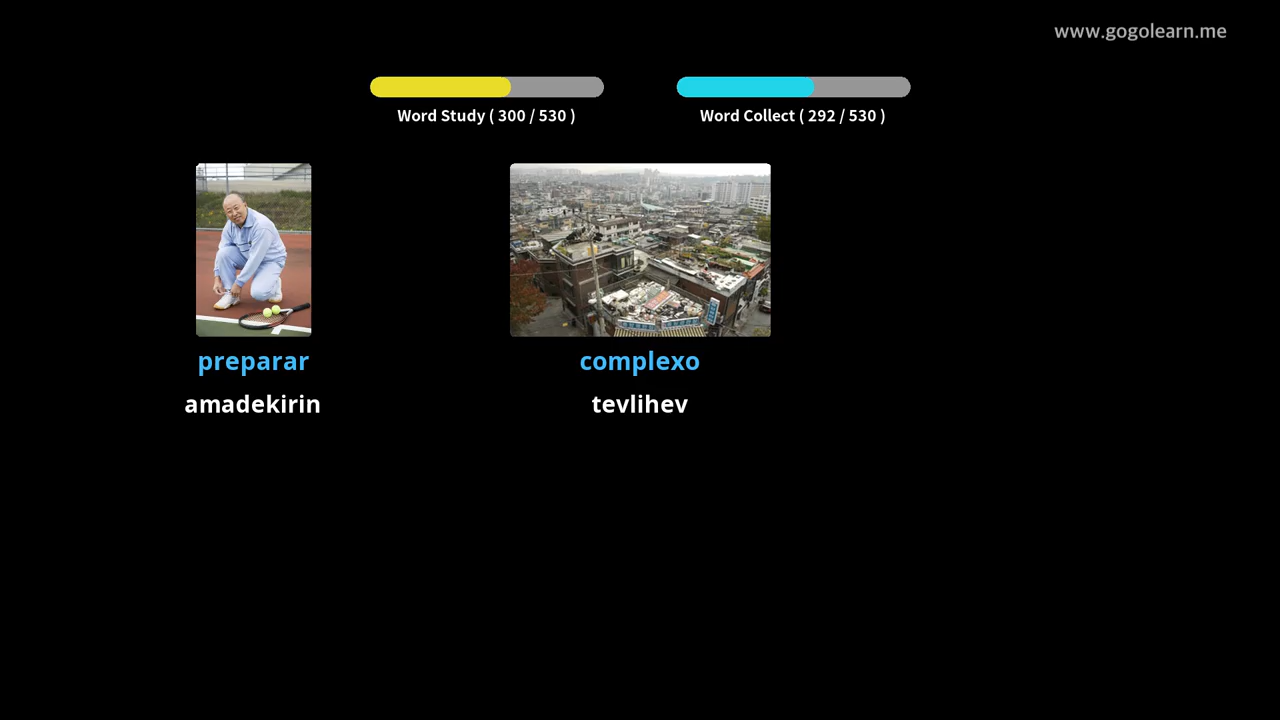 www.gogolearn.me
Word Study ( 300 / 530 )
Word Collect ( 292 / 530 )
preparar
complexo
amadekirin
tevlihev